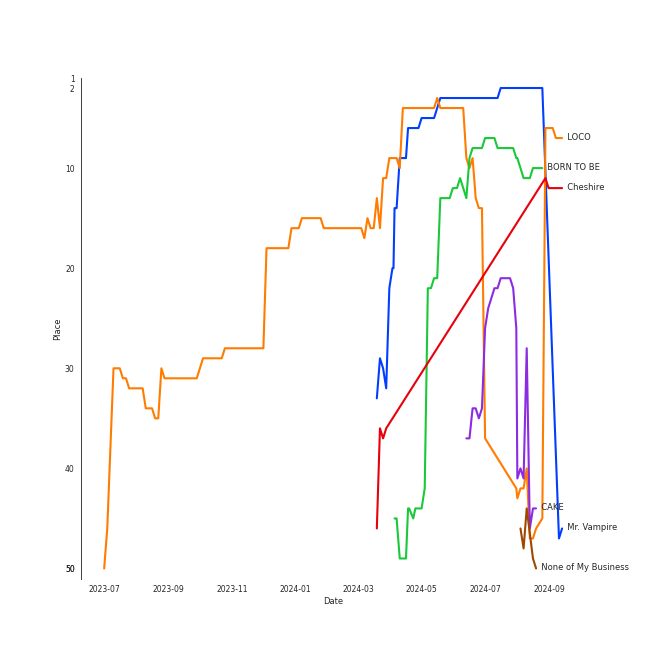 1
2
10
20
30
40
50
Place
LOCO
BORN TO BE
Cheshire
CAKE
Mr. Vampire
None of My Business
2023-07 2023-09 2023-11 2024-01 2024-03 2024-05 2024-07 2024-09
Date